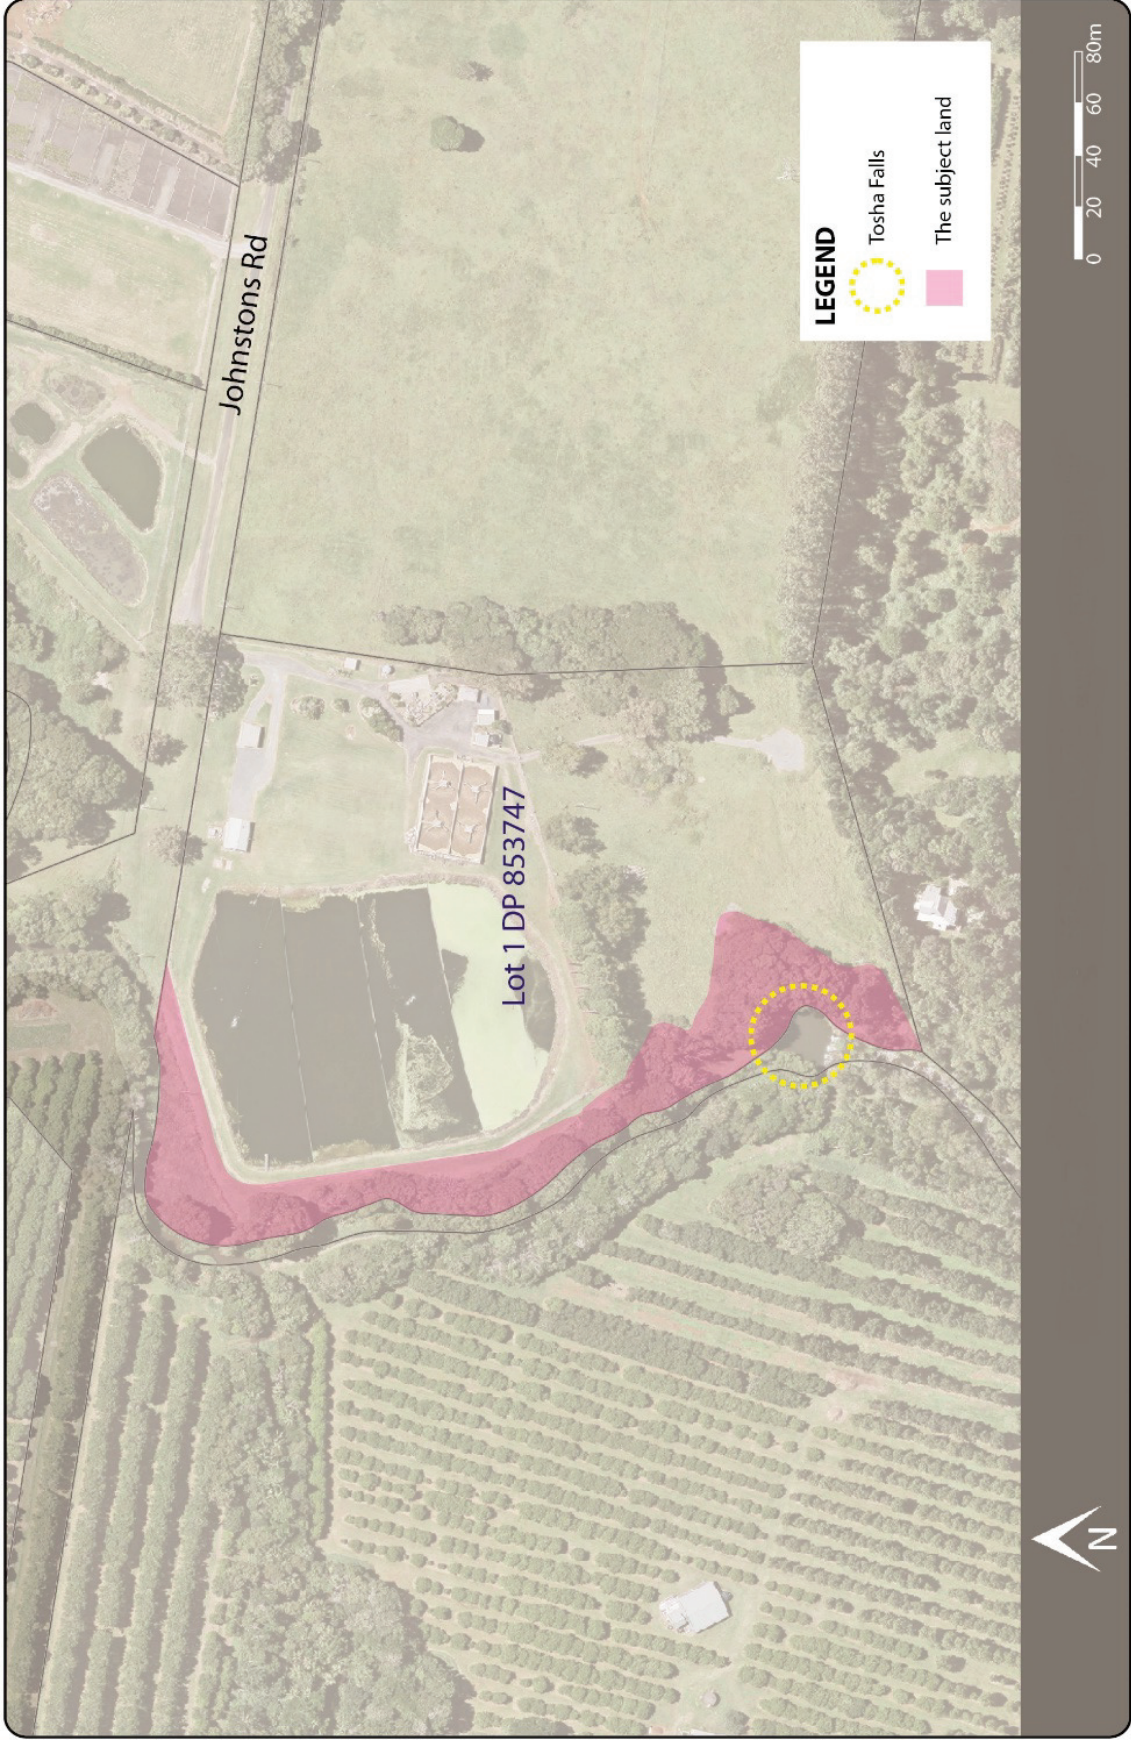 Johnstons Rd
Lot 1 DP 853747
LEGEND
Tosha Falls
The subject land
N
0 20 40 60 80m